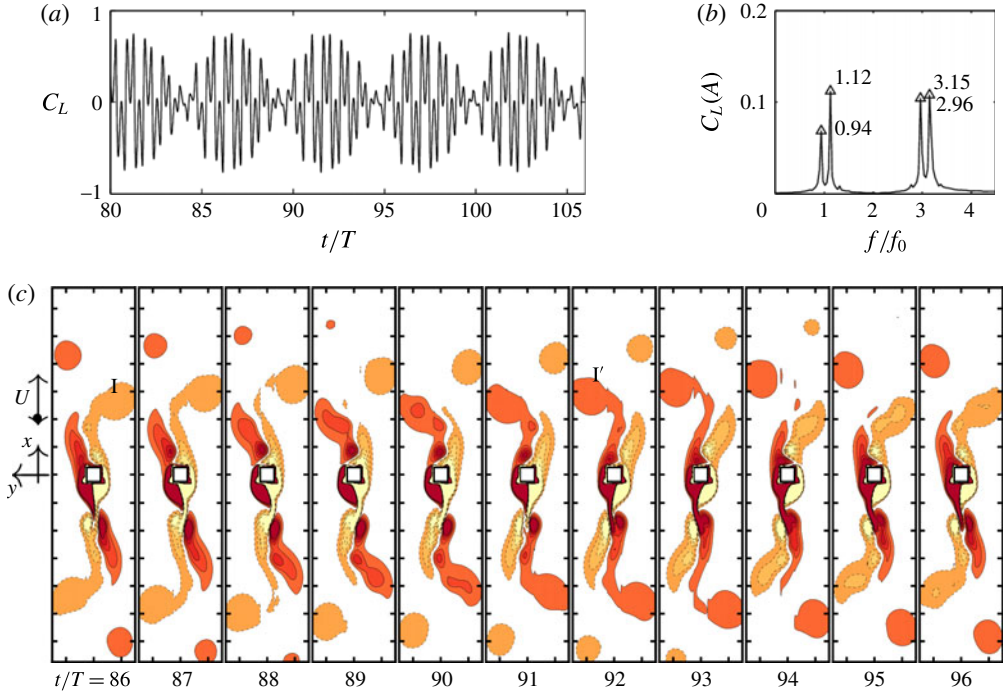 (a)
1
C_L 0
−1
80 85 90 95 100 105
t/T
(b)
0.2
C_L(A) 0.1
1.12
0.94
3.15
2.96
0 1 2 3 4
f/f_0
(c)
I
I′
U
x
y
t/T = 86 87 88 89 90 91 92 93 94 95 96